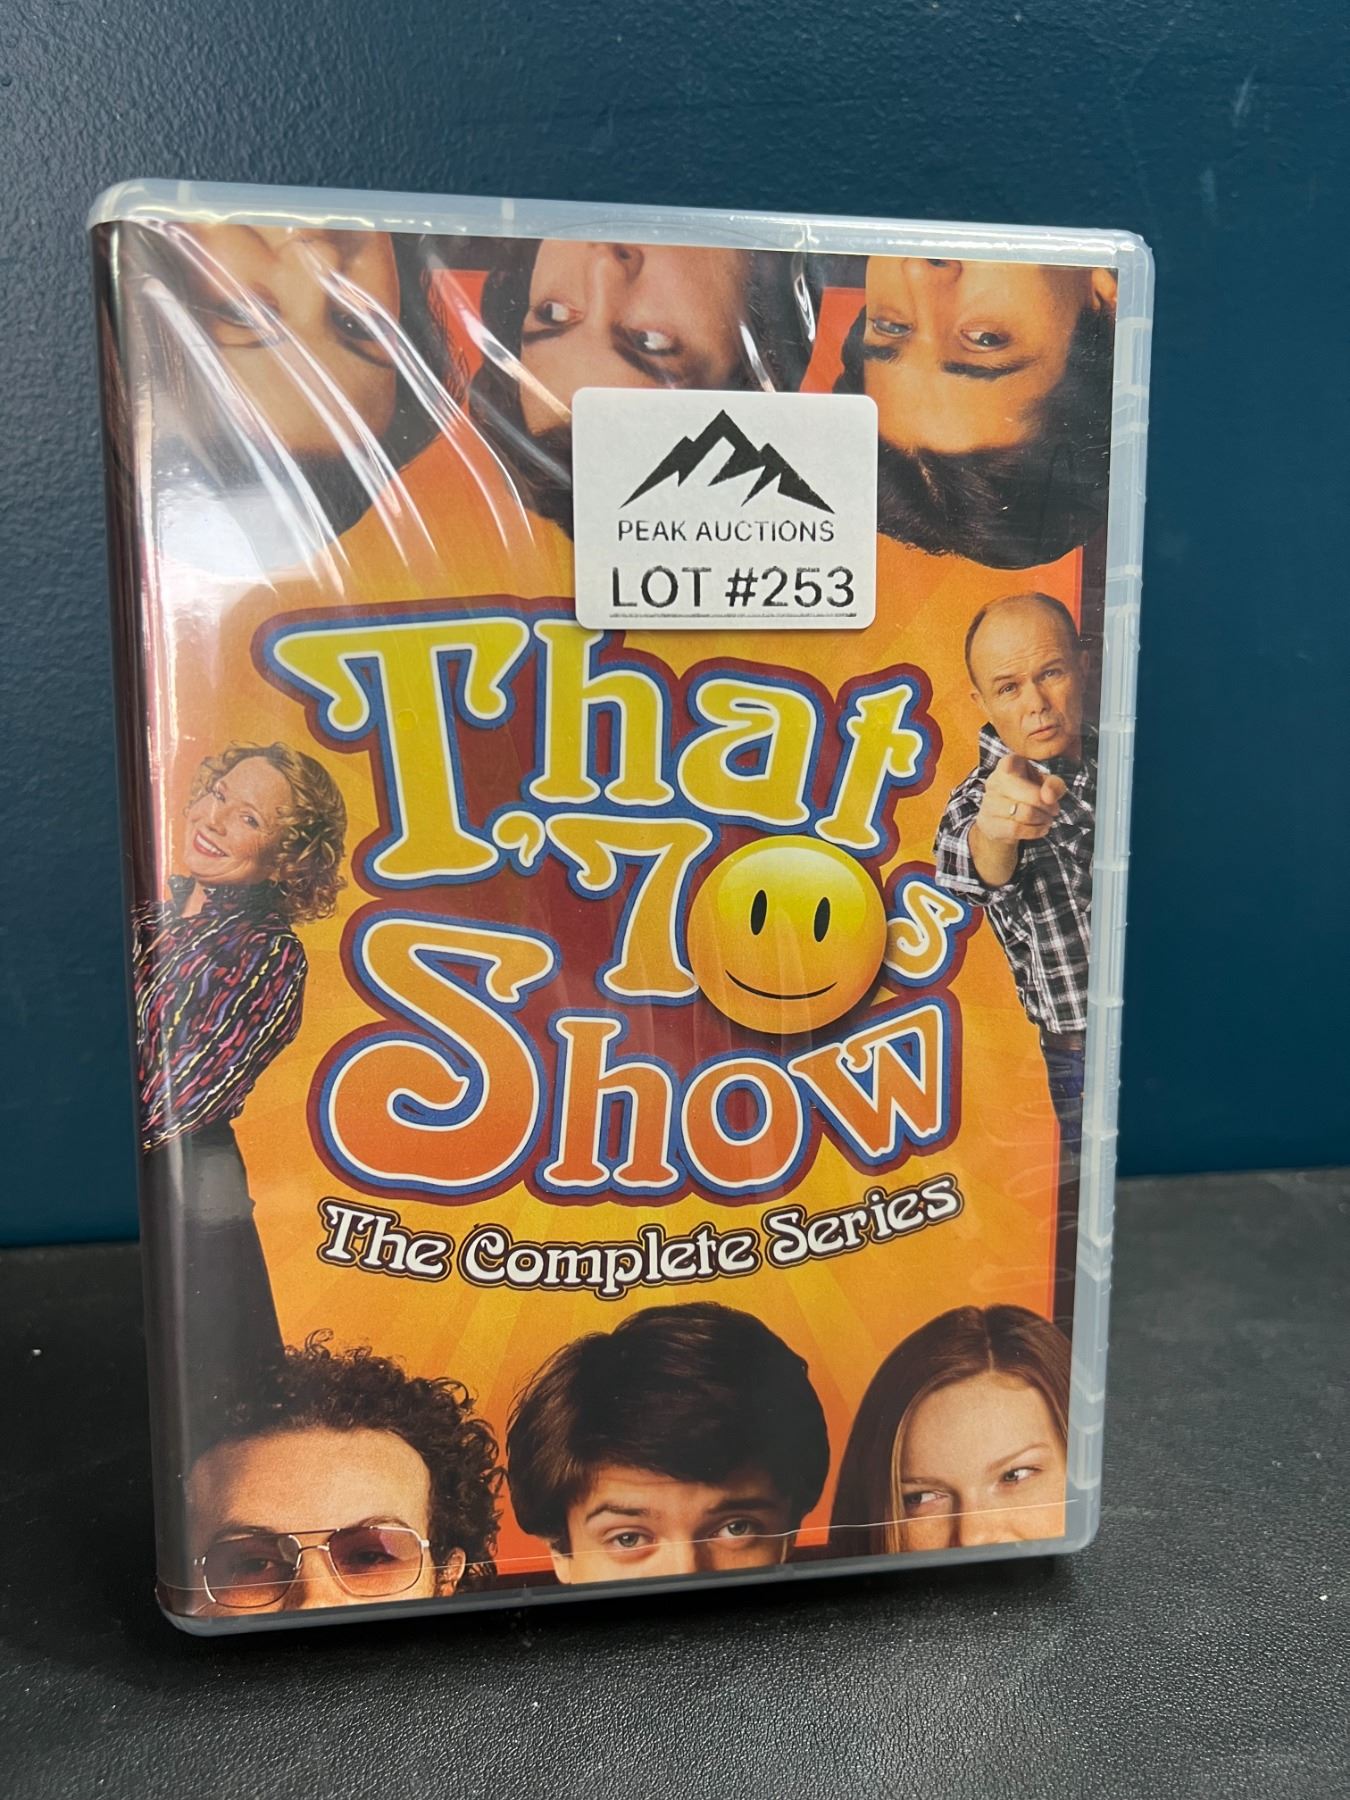 PEAK AUCTIONS
LOT #253
That
'70s
Show
The Complete Series